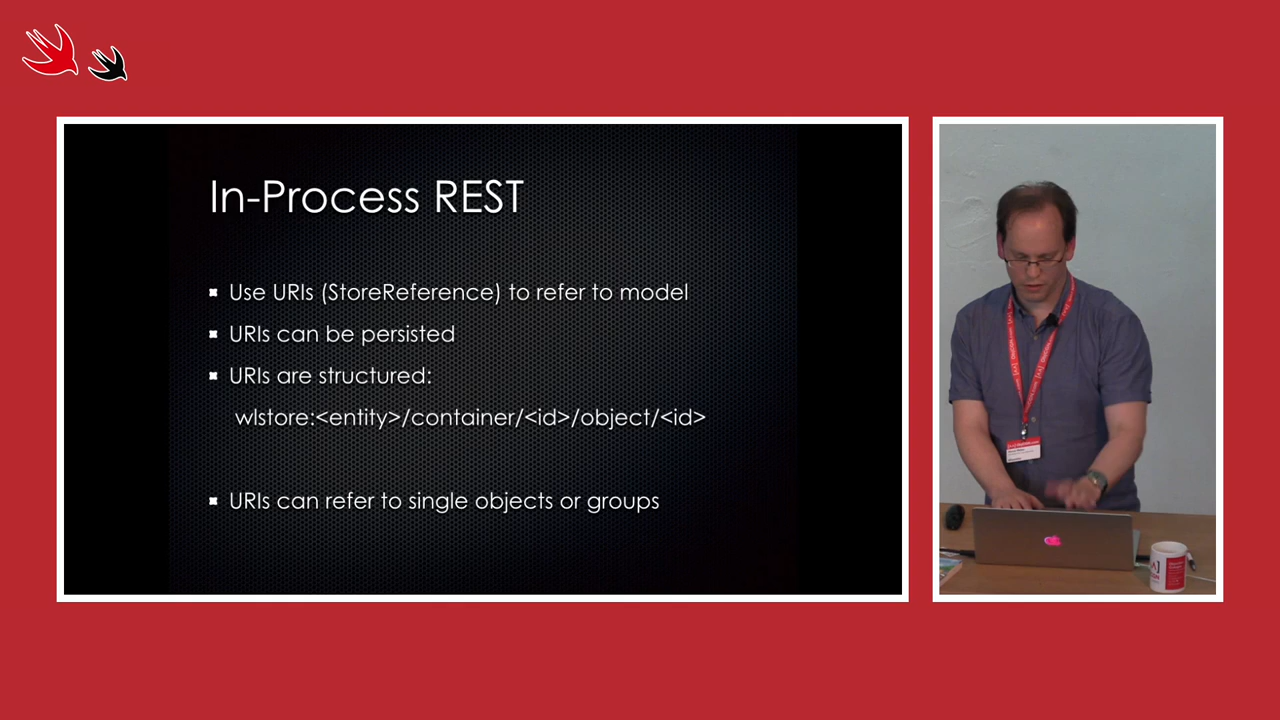 In-Process REST
Use URIs (StoreReference) to refer to model
URIs can be persisted
URIs are structured:
wlstore:<entity>/container/<id>/object/<id>
URIs can refer to single objects or groups